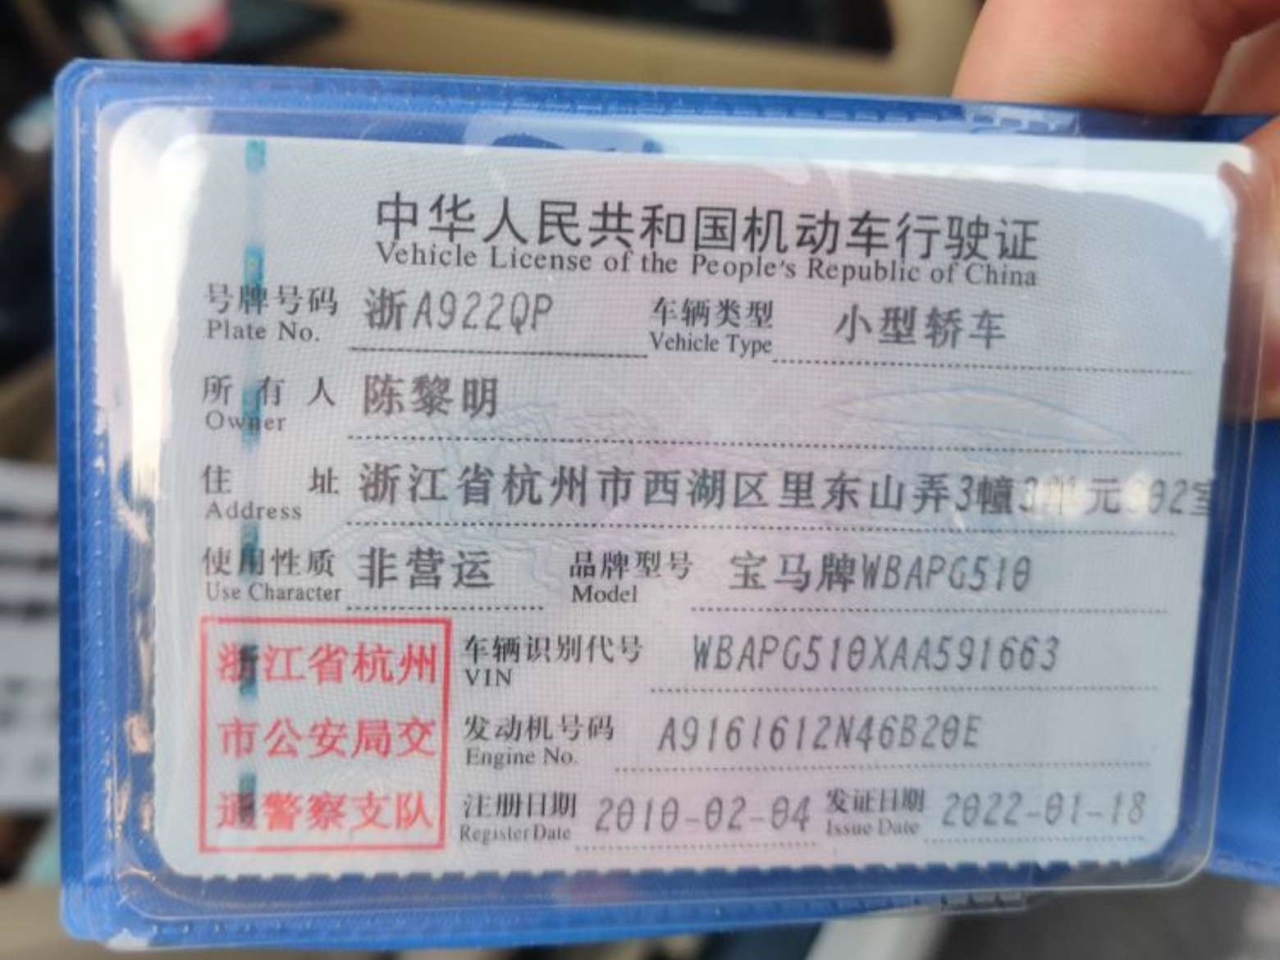 中华人民共和国机动车行驶证
Vehicle License of the People's Republic of China
号牌号码 浙A922QP 车辆类型 小型轿车
Plate No. Vehicle Type
所有人 陈黎明
Owner
住址 浙江省杭州市西湖区里东山弄3幢3单元302室
Address
使用性质 非营运 品牌型号 宝马牌WBAPG510
Use Character Model
浙江省杭州 车辆识别代号 WBAPG510XAA591663
VIN
市公安局交 发动机号码 A9161612N46B20E
Engine No.
通警察支队 注册日期 2010-02-04 发证日期 2022-01-18
Register Date Issue Date